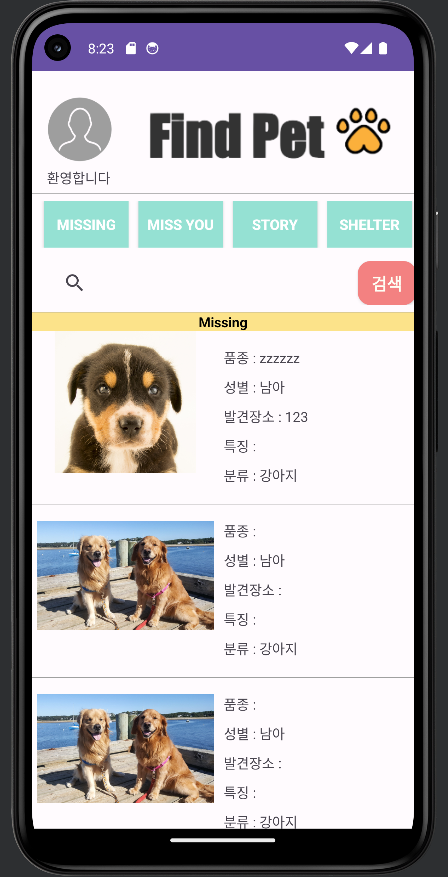 8:23
Find Pet
환영합니다
MISSING MISS YOU STORY SHELTER
검색
Missing
품종 : zzzzzz
성별 : 남아
발견장소 : 123
특징 :
분류 : 강아지
품종 :
성별 : 남아
발견장소 :
특징 :
분류 : 강아지
품종 :
성별 : 남아
발견장소 :
특징 :
분류 : 강아지